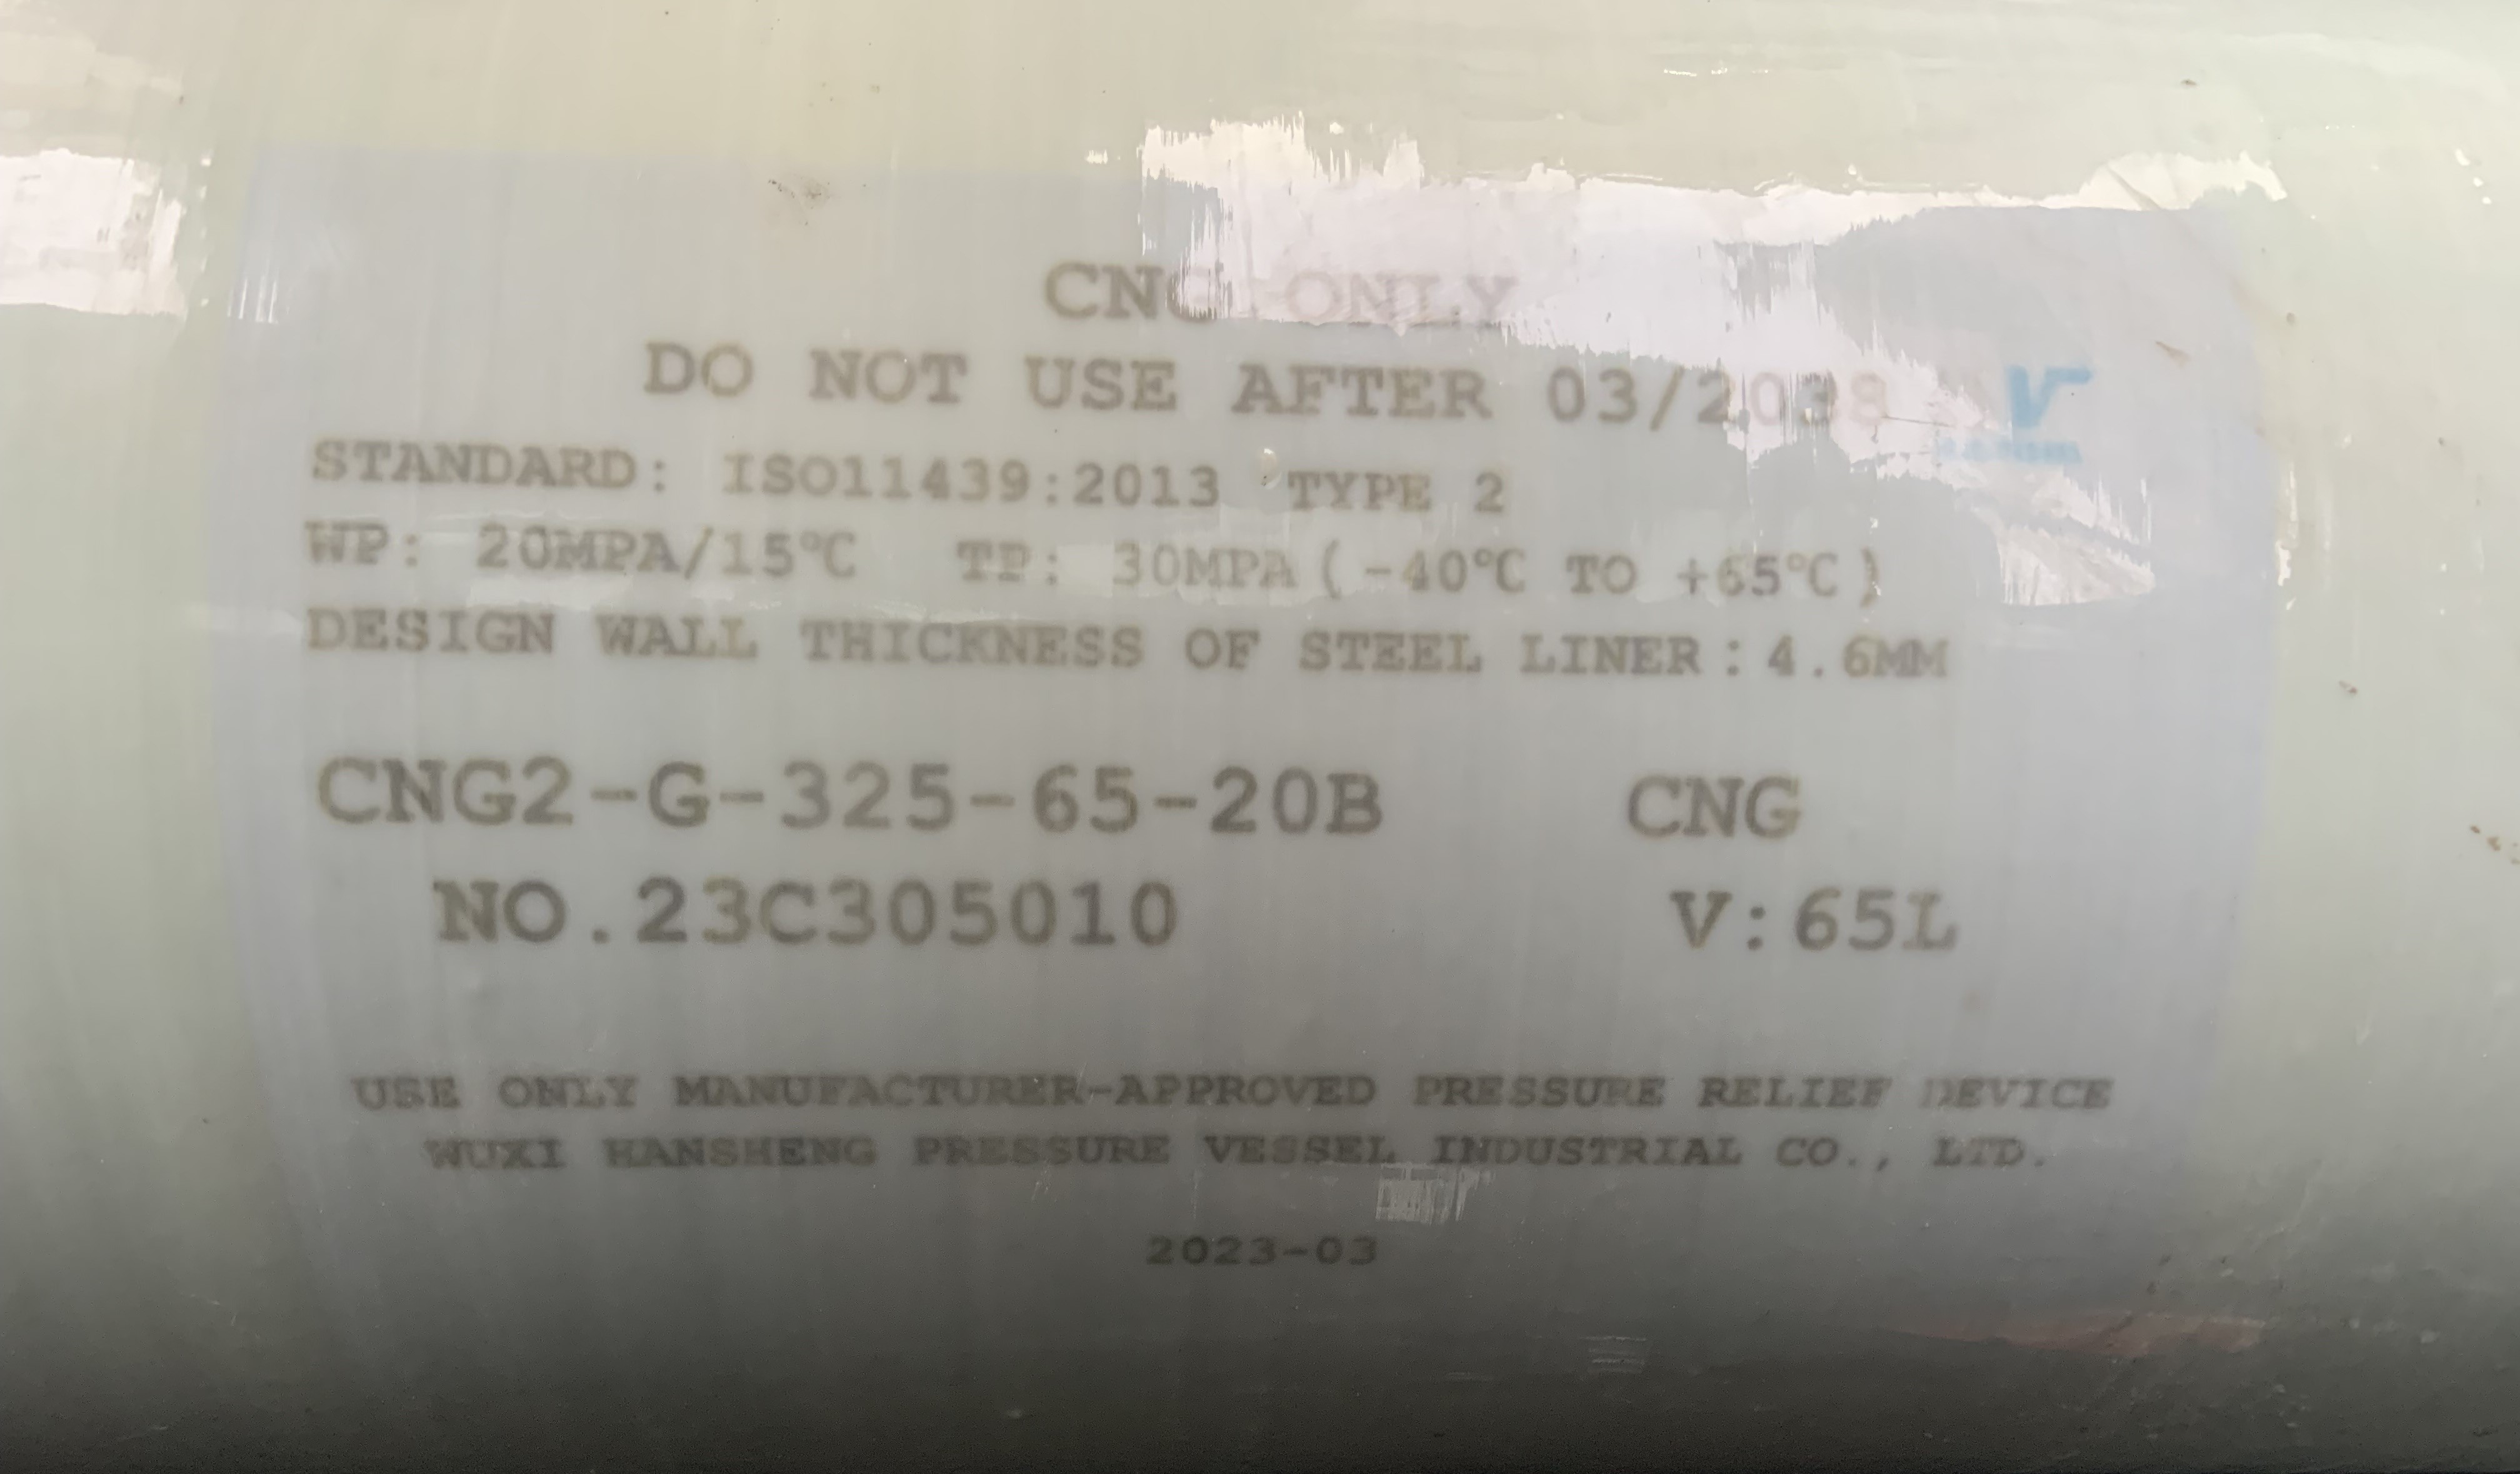 CNG ONLY
DO NOT USE AFTER 03/2038
STANDARD: ISO11439:2013 TYPE 2
WP: 20MPA/15℃ TP: 30MPA(-40℃ TO +65℃)
DESIGN WALL THICKNESS OF STEEL LINER:4.6MM
CNG2-G-325-65-20B CNG
NO.23C305010 V:65L
USE ONLY MANUFACTURER-APPROVED PRESSURE RELIEF DEVICE
WUXI HANSHENG PRESSURE VESSEL INDUSTRIAL CO., LTD.
2023-03